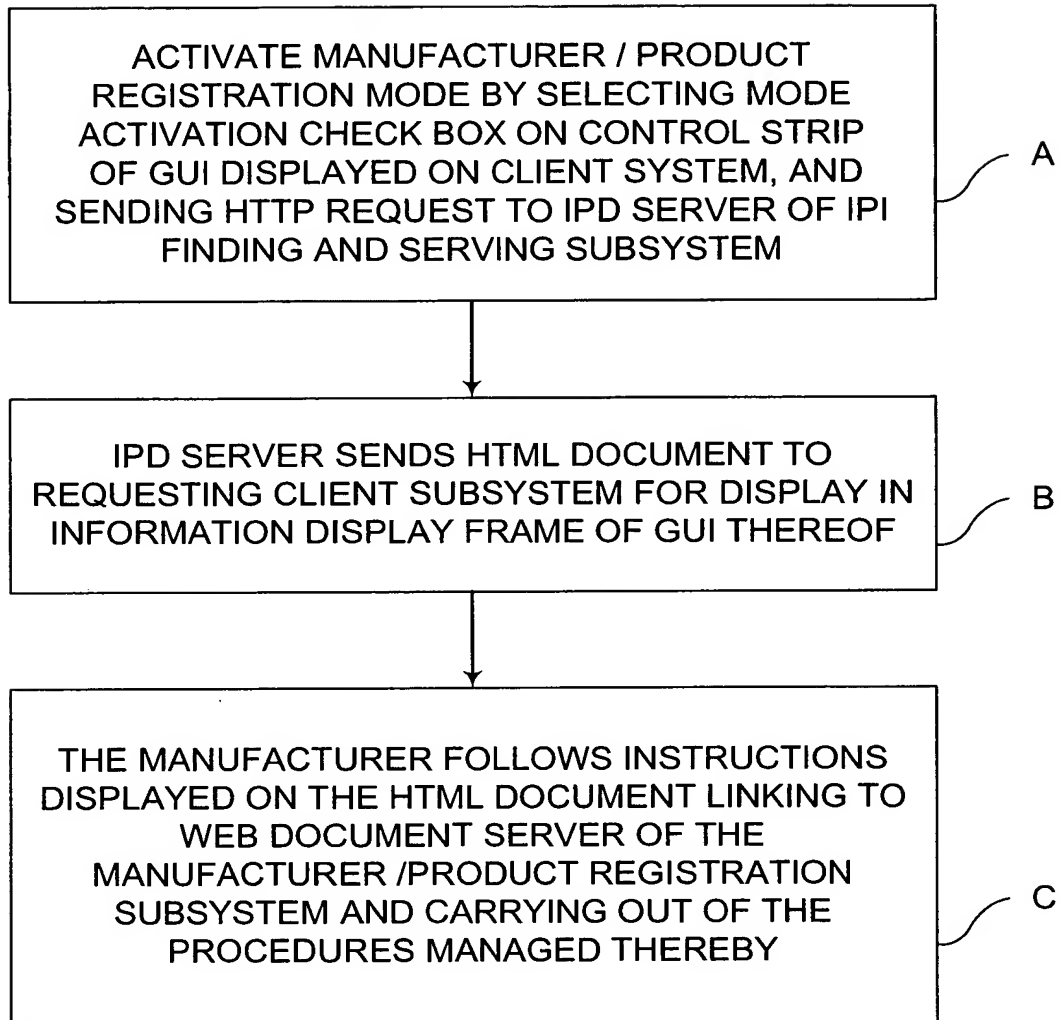 ACTIVATE MANUFACTURER / PRODUCT
REGISTRATION MODE BY SELECTING MODE
ACTIVATION CHECK BOX ON CONTROL STRIP
OF GUI DISPLAYED ON CLIENT SYSTEM, AND
SENDING HTTP REQUEST TO IPD SERVER OF IPI
FINDING AND SERVING SUBSYSTEM
A
IPD SERVER SENDS HTML DOCUMENT TO
REQUESTING CLIENT SUBSYSTEM FOR DISPLAY IN
INFORMATION DISPLAY FRAME OF GUI THEREOF
B
THE MANUFACTURER FOLLOWS INSTRUCTIONS
DISPLAYED ON THE HTML DOCUMENT LINKING TO
WEB DOCUMENT SERVER OF THE
MANUFACTURER /PRODUCT REGISTRATION
SUBSYSTEM AND CARRYING OUT OF THE
PROCEDURES MANAGED THEREBY
C